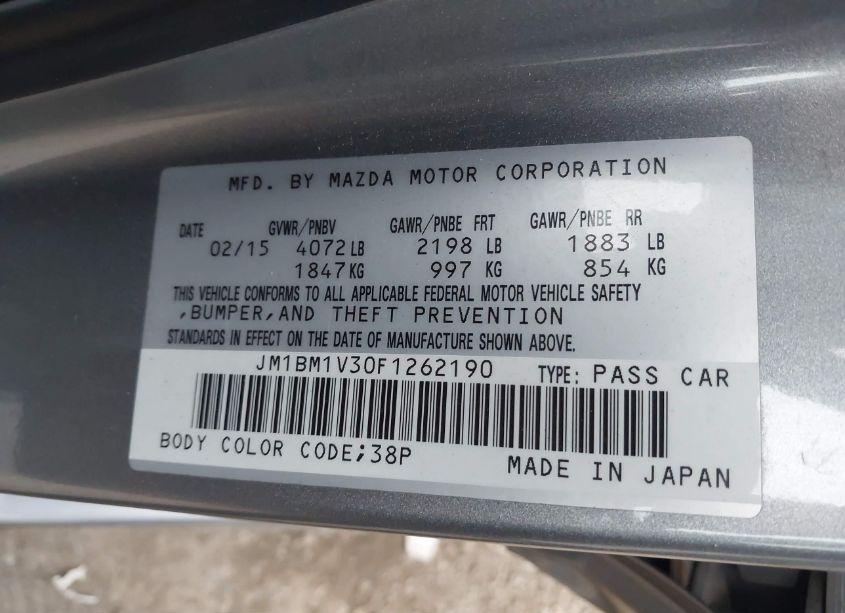 MFD. BY MAZDA MOTOR CORPORATION
DATE GVWR/PNBV GAWR/PNBE FRT GAWR/PNBE RR
02/15 4072 LB 2198 LB 1883 LB
1847 KG 997 KG 854 KG
THIS VEHICLE CONFORMS TO ALL APPLICABLE FEDERAL MOTOR VEHICLE SAFETY
,BUMPER,AND THEFT PREVENTION
STANDARDS IN EFFECT ON THE DATE OF MANUFACTURE SHOWN ABOVE.
JM1BM1V30F1262190 TYPE: PASS CAR
BODY COLOR CODE;38P
MADE IN JAPAN